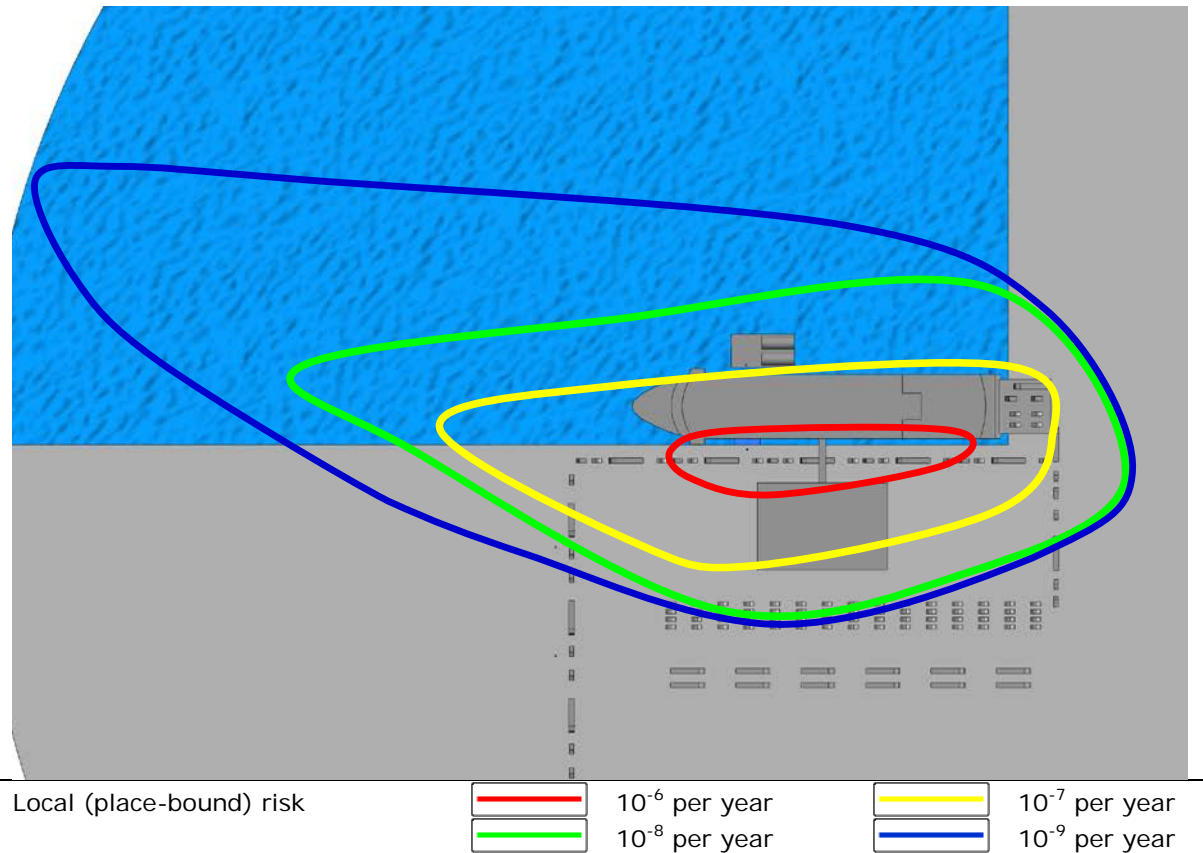 Local (place-bound) risk 10⁻⁶ per year 10⁻⁷ per year
10⁻⁸ per year 10⁻⁹ per year